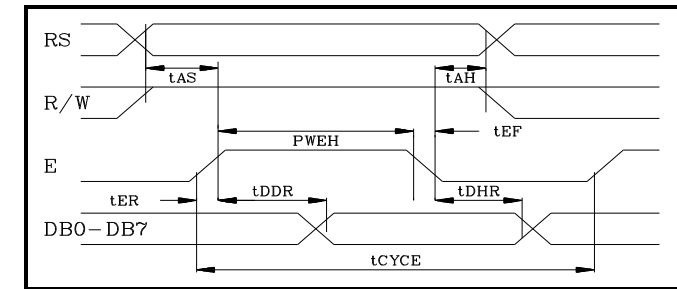 RS
tAS
tAH
R/W
PWEH
tEF
E
tER
tDDR
tDHR
DB0-DB7
tCYCE